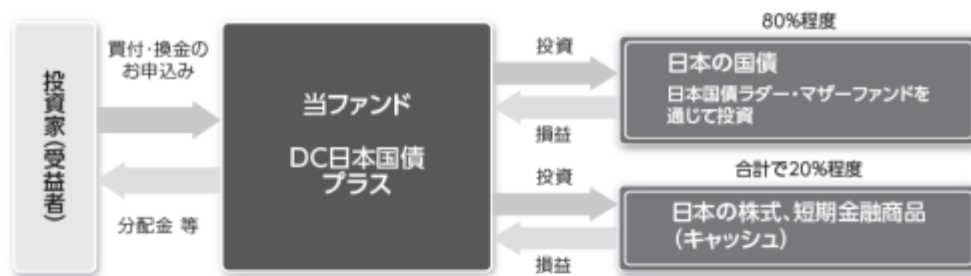 投資家(受益者)
買付・換金の
お申込み
分配金 等
当ファンド
DC日本国債
プラス
投資
損益
80%程度
日本の国債
日本国債ラダー・マザーファンドを
通じて投資
投資
損益
合計で20%程度
日本の株式、短期金融商品
(キャッシュ)